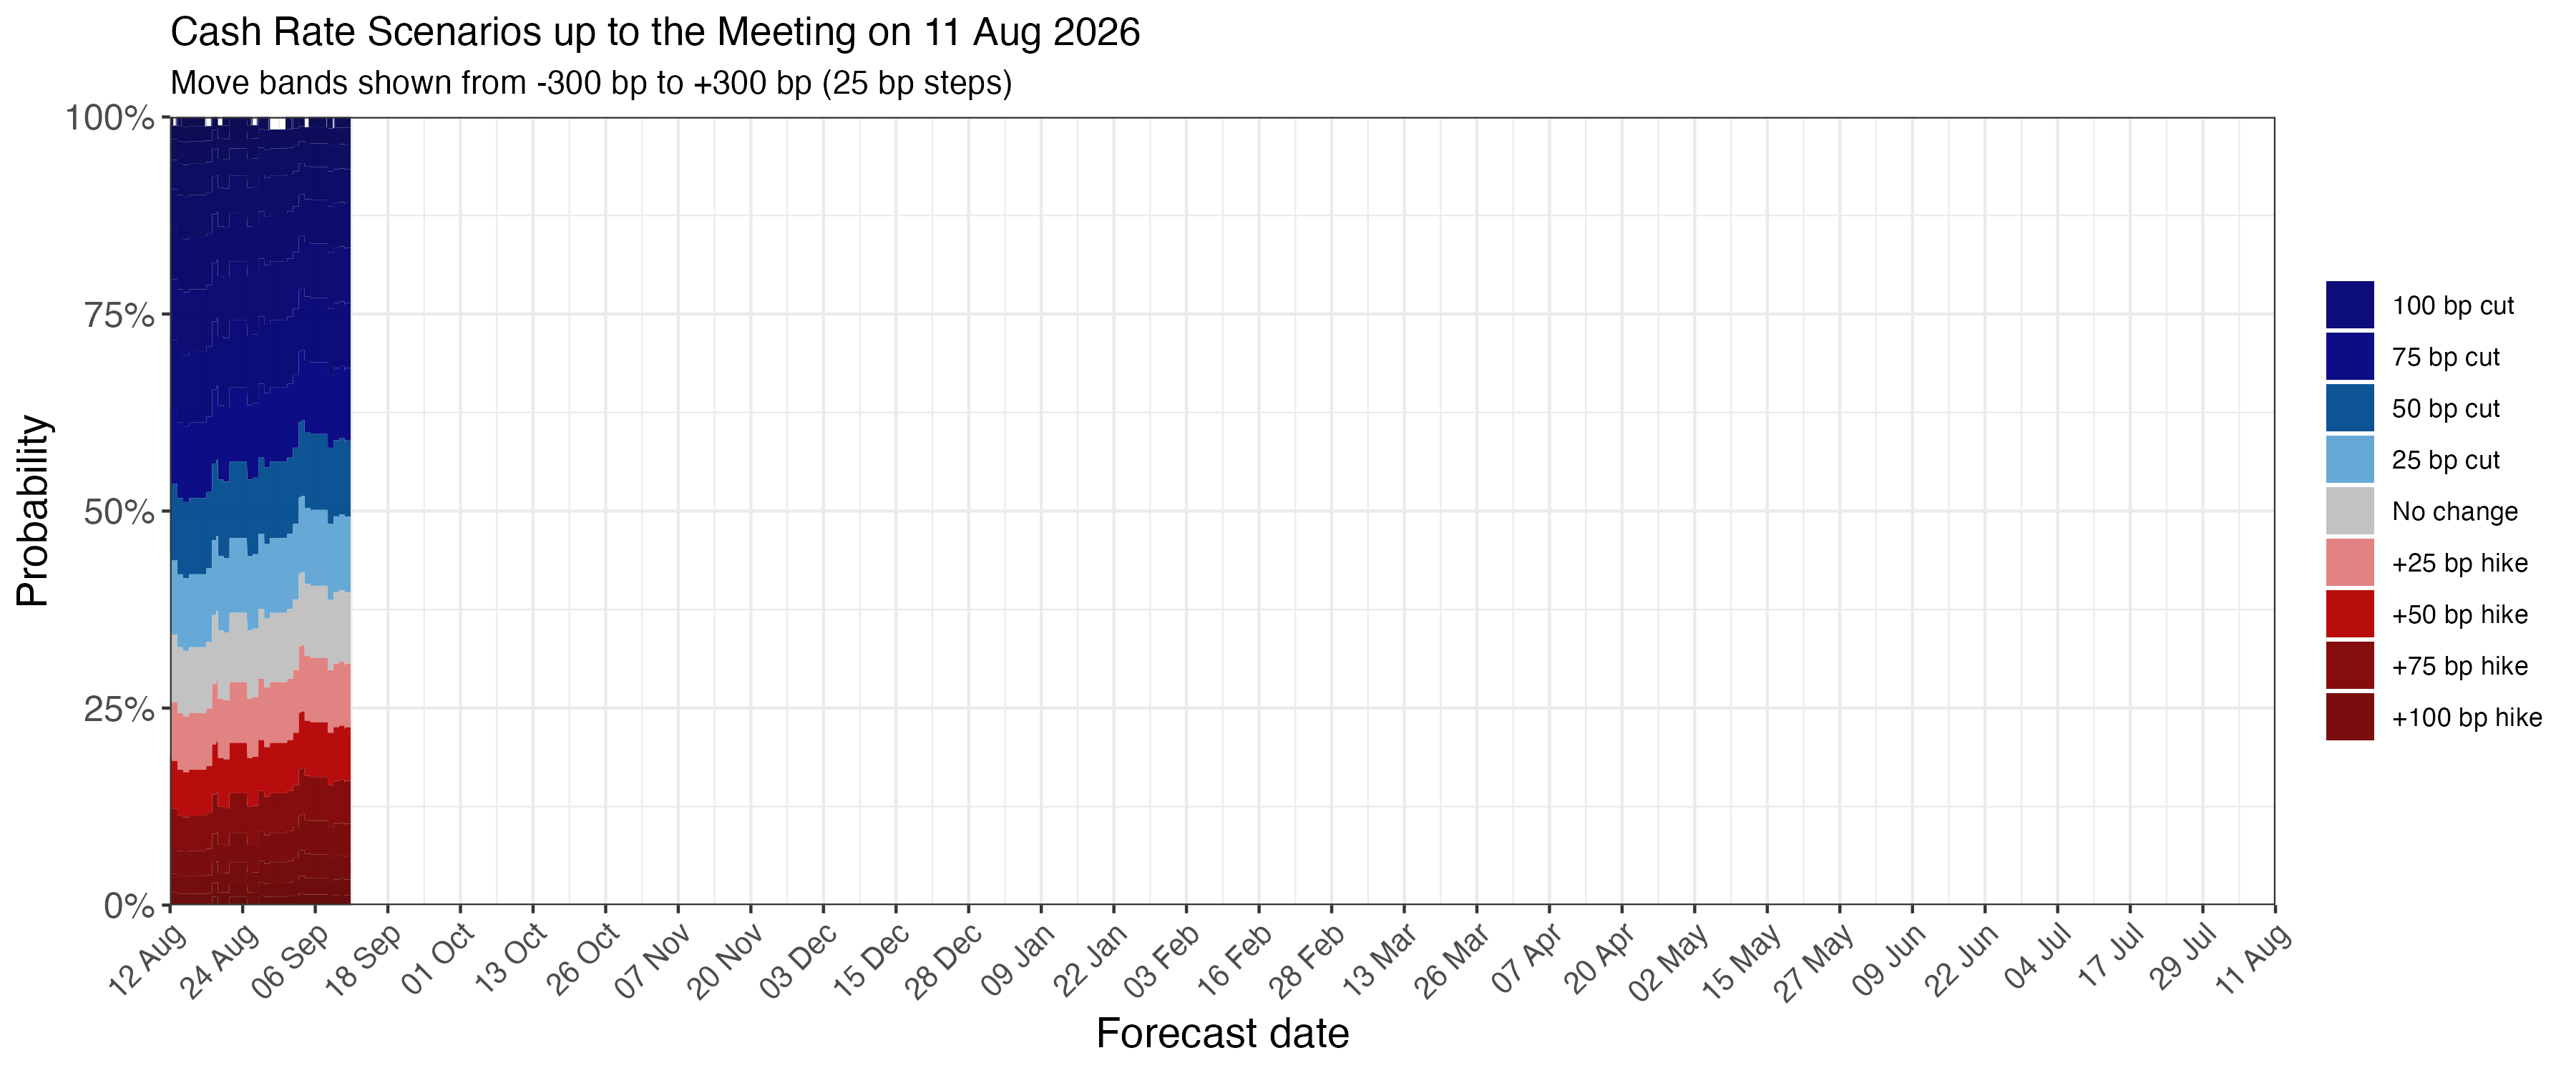 Cash Rate Scenarios up to the Meeting on 11 Aug 2026
Move bands shown from -300 bp to +300 bp (25 bp steps)
Probability
100%
75%
50%
25%
0%
12 Aug
24 Aug
06 Sep
18 Sep
01 Oct
13 Oct
26 Oct
07 Nov
20 Nov
03 Dec
15 Dec
28 Dec
09 Jan
22 Jan
03 Feb
16 Feb
28 Feb
13 Mar
26 Mar
07 Apr
20 Apr
02 May
15 May
27 May
09 Jun
22 Jun
04 Jul
17 Jul
29 Jul
11 Aug
Forecast date
100 bp cut
75 bp cut
50 bp cut
25 bp cut
No change
+25 bp hike
+50 bp hike
+75 bp hike
+100 bp hike